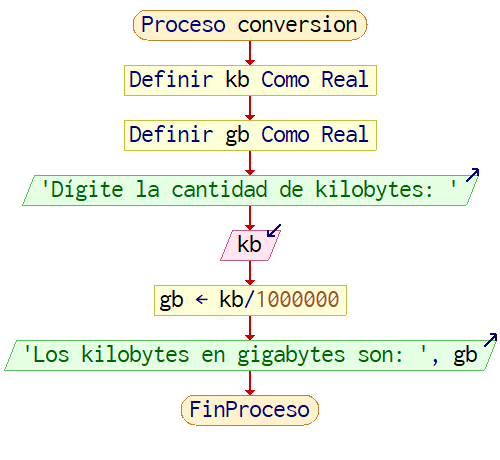 Proceso conversion
Definir kb Como Real
Definir gb Como Real
'Dígite la cantidad de kilobytes: '
kb
gb ← kb/1000000
'Los kilobytes en gigabytes son: ', gb
FinProceso